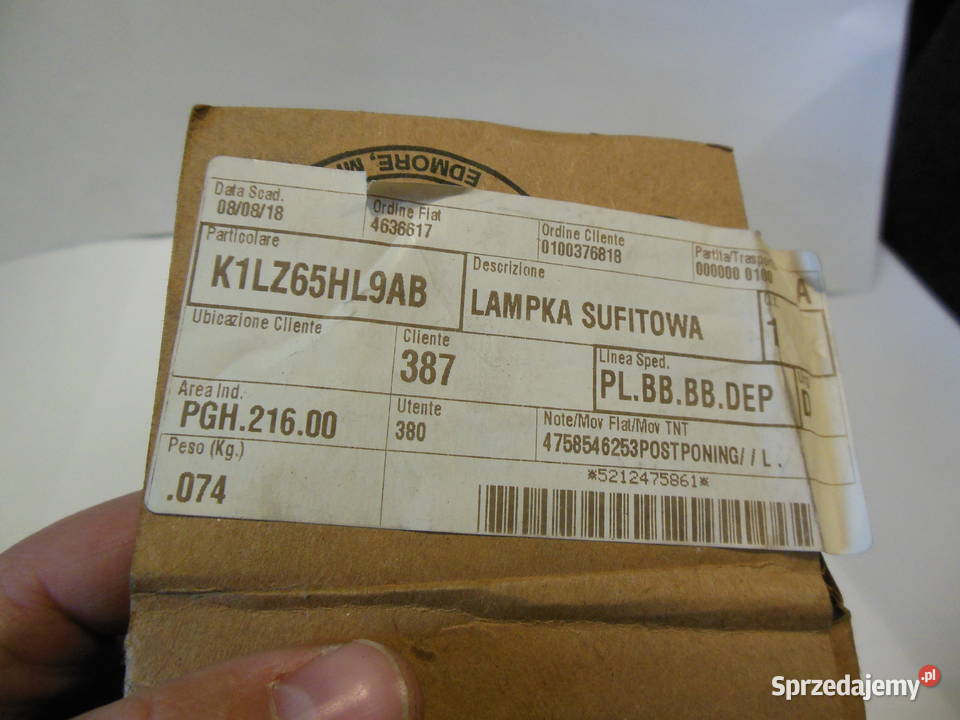 EDMORE, MI
Data Scad.
08/08/18
Ordine Fiat
4636617
Ordine Cliente
0100376818
000000 0100
Particolare
K1LZ65HL9AB
Descrizione
LAMPKA SUFITOWA
A
1
Ubicazione Cliente
Cliente
387
Linea Sped.
PL.BB.BB.DEP
D
Area Ind.
PGH.216.00
Utente
380
Note/Mov Fiat/Mov TNT
4758546253POSTPONING/ / L .
Peso (Kg.)
.074
*5212475861*
Sprzedajemy.pl